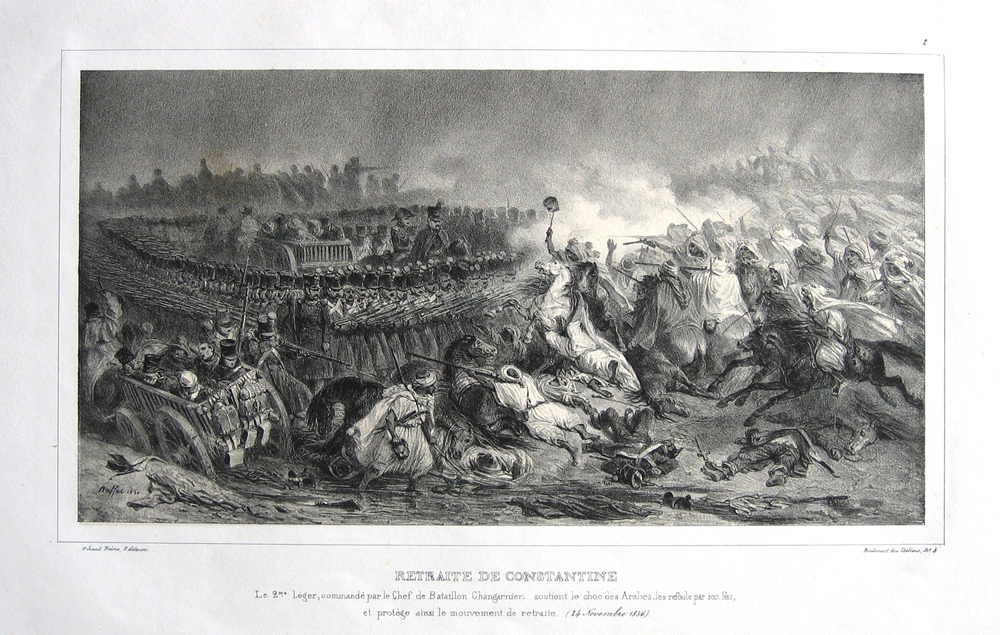 2
Raffet
Gihaut Frères, Editeurs.
Boulevart des Italiens, No 5
RETRAITE DE CONSTANTINE
Le 2me léger, commandé par le Chef de Bataillon Changarnier. soutient le choc des Arabes, les refoule par son feu,
et protège ainsi le mouvement de retraite. (24 Novembre 1836).